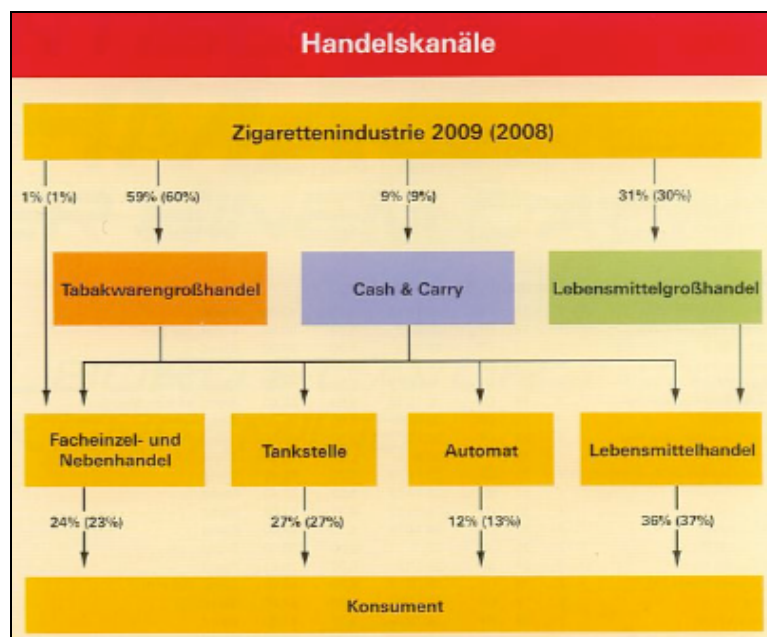 Handelskanäle
Zigarettenindustrie 2009 (2008)
1% (1%) 59% (60%) 9% (9%) 31% (30%)
Tabakwarengroßhandel Cash & Carry Lebensmittelgroßhandel
Facheinzel- und
Nebenhandel Tankstelle Automat Lebensmittelhandel
24% (23%) 27% (27%) 12% (13%) 36% (37%)
Konsument